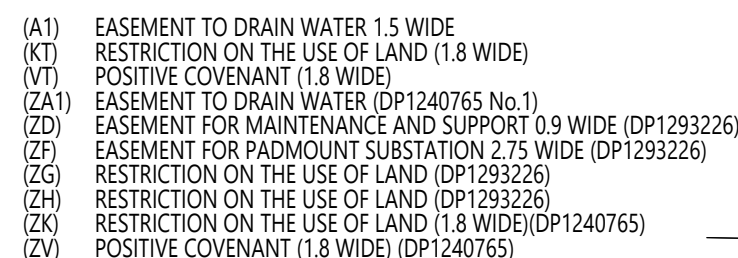 (A1) EASEMENT TO DRAIN WATER 1.5 WIDE
(KT) RESTRICTION ON THE USE OF LAND (1.8 WIDE)
(VT) POSITIVE COVENANT (1.8 WIDE)
(ZA1) EASEMENT TO DRAIN WATER (DP1240765 No.1)
(ZD) EASEMENT FOR MAINTENANCE AND SUPPORT 0.9 WIDE (DP1293226)
(ZF) EASEMENT FOR PADMOUNT SUBSTATION 2.75 WIDE (DP1293226)
(ZG) RESTRICTION ON THE USE OF LAND (DP1293226)
(ZH) RESTRICTION ON THE USE OF LAND (DP1293226)
(ZK) RESTRICTION ON THE USE OF LAND (1.8 WIDE)(DP1240765)
(ZV) POSITIVE COVENANT (1.8 WIDE) (DP1240765)